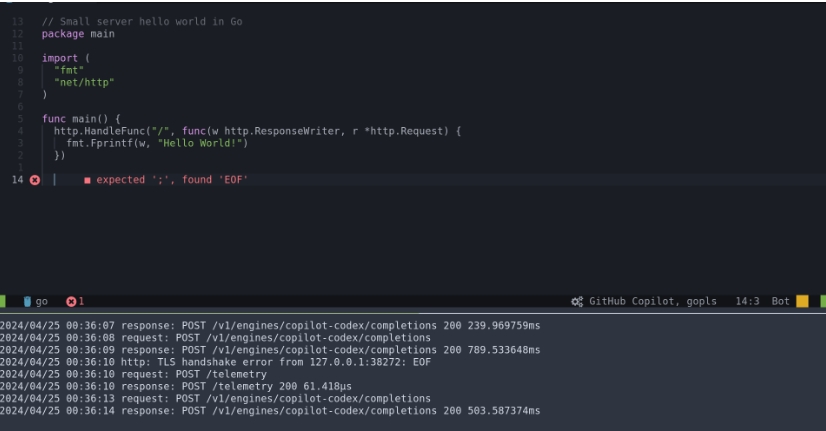 13 // Small server hello world in Go
12 package main
11
10 import (
9 "fmt"
8 "net/http"
7 )
6
5 func main() {
4 http.HandleFunc("/", func(w http.ResponseWriter, r *http.Request) {
3 fmt.Fprintf(w, "Hello World!")
2 })
1
14 ■ expected ';', found 'EOF'
go 1 GitHub Copilot, gopls 14:3 Bot
2024/04/25 00:36:07 response: POST /v1/engines/copilot-codex/completions 200 239.969759ms
2024/04/25 00:36:08 request: POST /v1/engines/copilot-codex/completions
2024/04/25 00:36:09 response: POST /v1/engines/copilot-codex/completions 200 789.533648ms
2024/04/25 00:36:10 http: TLS handshake error from 127.0.0.1:38272: EOF
2024/04/25 00:36:10 request: POST /telemetry
2024/04/25 00:36:10 response: POST /telemetry 200 61.418µs
2024/04/25 00:36:13 request: POST /v1/engines/copilot-codex/completions
2024/04/25 00:36:14 response: POST /v1/engines/copilot-codex/completions 200 503.587374ms